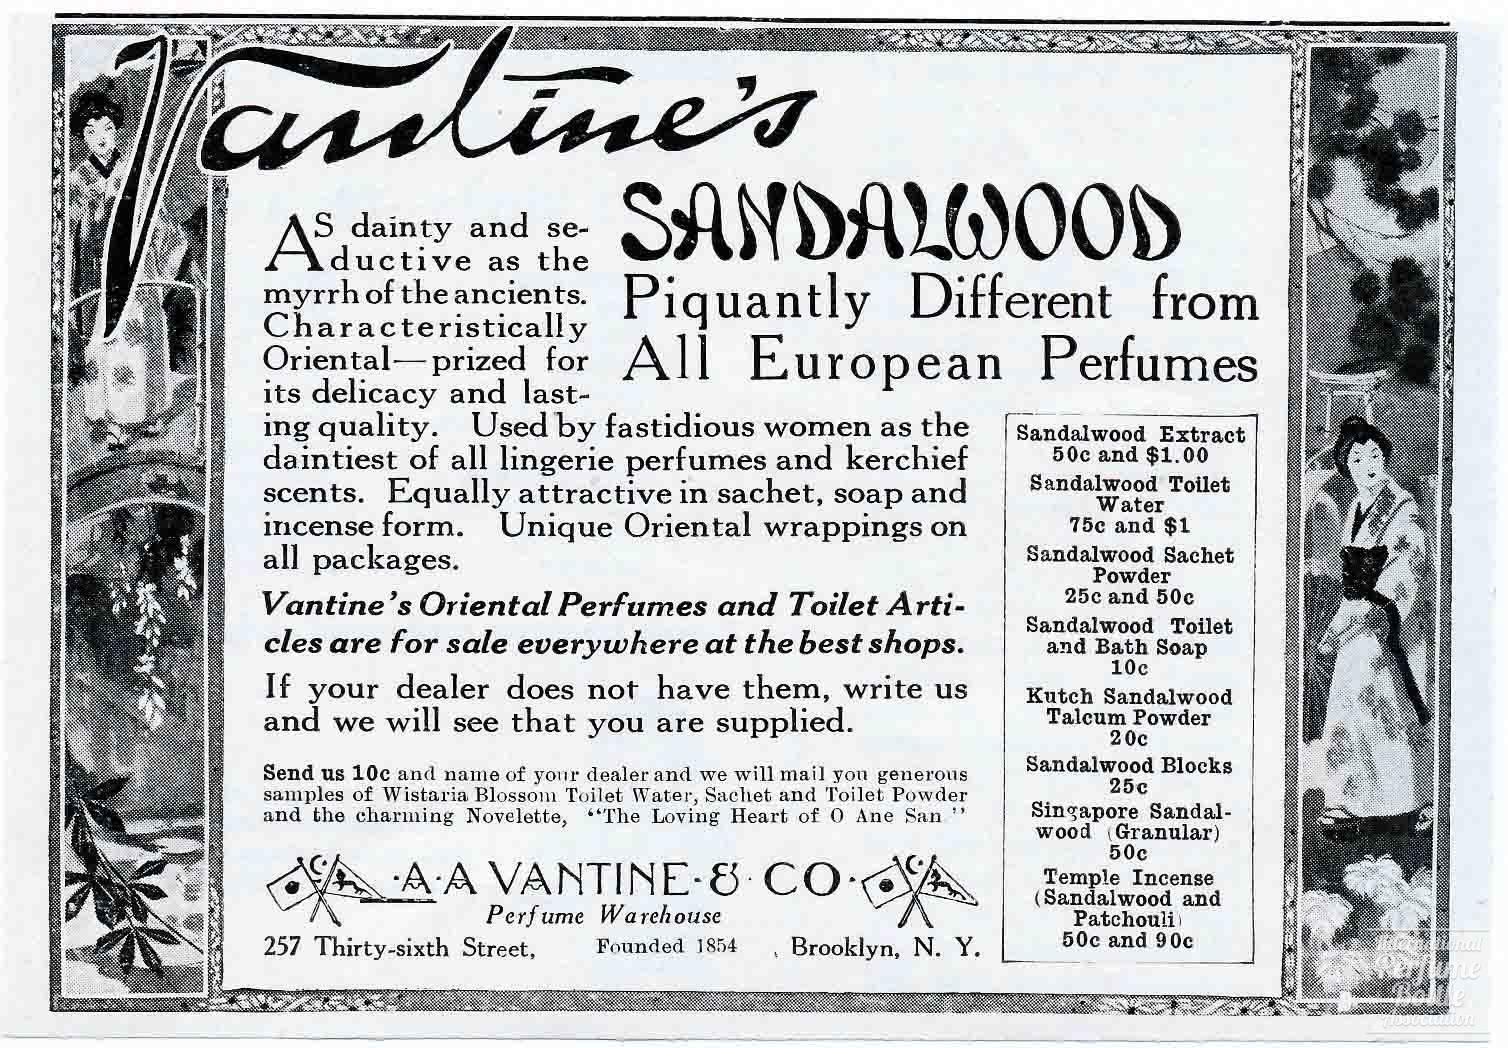 Vantine's
SANDALWOOD
Piquantly Different from
All European Perfumes
AS dainty and se-
ductive as the
myrrh of the ancients.
Characteristically
Oriental—prized for
its delicacy and last-
ing quality. Used by fastidious women as the
daintiest of all lingerie perfumes and kerchief
scents. Equally attractive in sachet, soap and
incense form. Unique Oriental wrappings on
all packages.
Vantine's Oriental Perfumes and Toilet Arti-
cles are for sale everywhere at the best shops.
If your dealer does not have them, write us
and we will see that you are supplied.
Send us 10c and name of your dealer and we will mail you generous
samples of Wistaria Blossom Toilet Water, Sachet and Toilet Powder
and the charming Novelette, "The Loving Heart of O Ane San"
·A·A VANTINE·&·CO·
Perfume Warehouse
257 Thirty-sixth Street, Founded 1854, Brooklyn, N. Y.
Sandalwood Extract
50c and $1.00
Sandalwood Toilet
Water
75c and $1
Sandalwood Sachet
Powder
25c and 50c
Sandalwood Toilet
and Bath Soap
10c
Kutch Sandalwood
Talcum Powder
20c
Sandalwood Blocks
25c
Singapore Sandal-
wood (Granular)
50c
Temple Incense
(Sandalwood and
Patchouli)
50c and 90c
International
Perfume
Bottle
Association